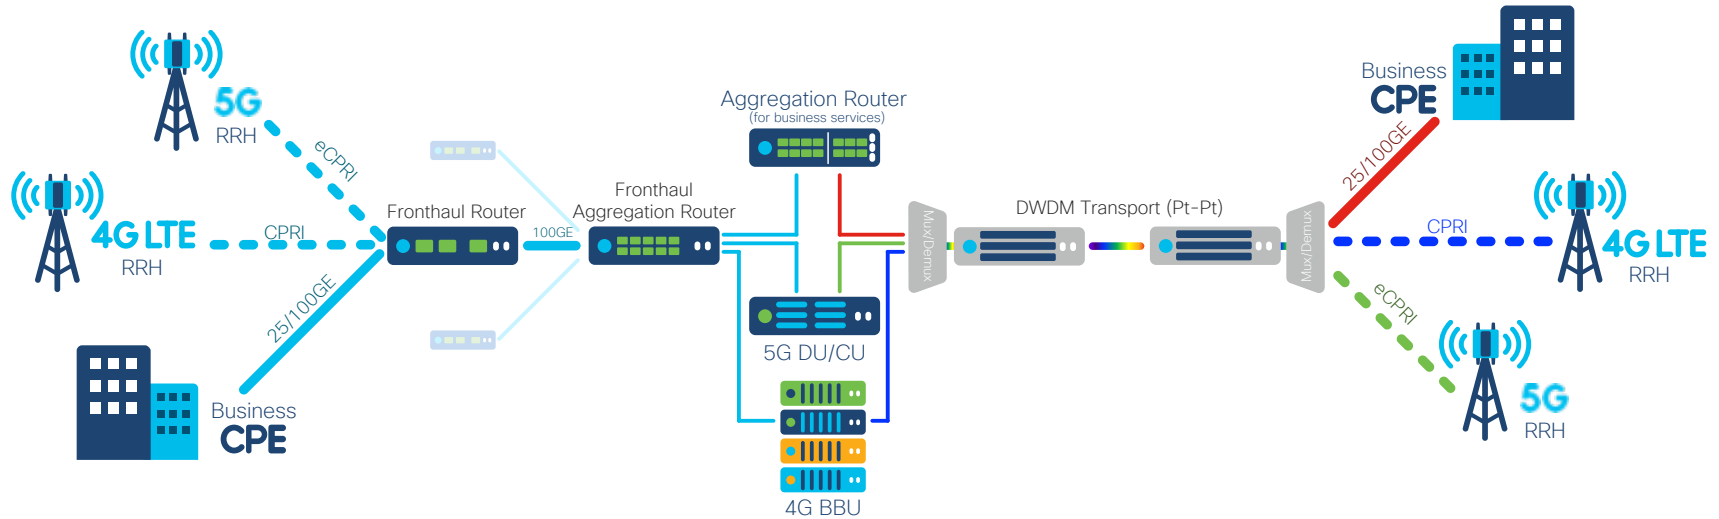 5G
RRH
eCPRI
4G LTE
RRH
CPRI
25/100GE
Business
CPE
Fronthaul Router
100GE
Fronthaul
Aggregation Router
Aggregation Router
(for business services)
5G DU/CU
4G BBU
Mux/Demux
DWDM Transport (Pt-Pt)
Mux/Demux
Business
CPE
25/100GE
CPRI
4G LTE
RRH
eCPRI
5G
RRH